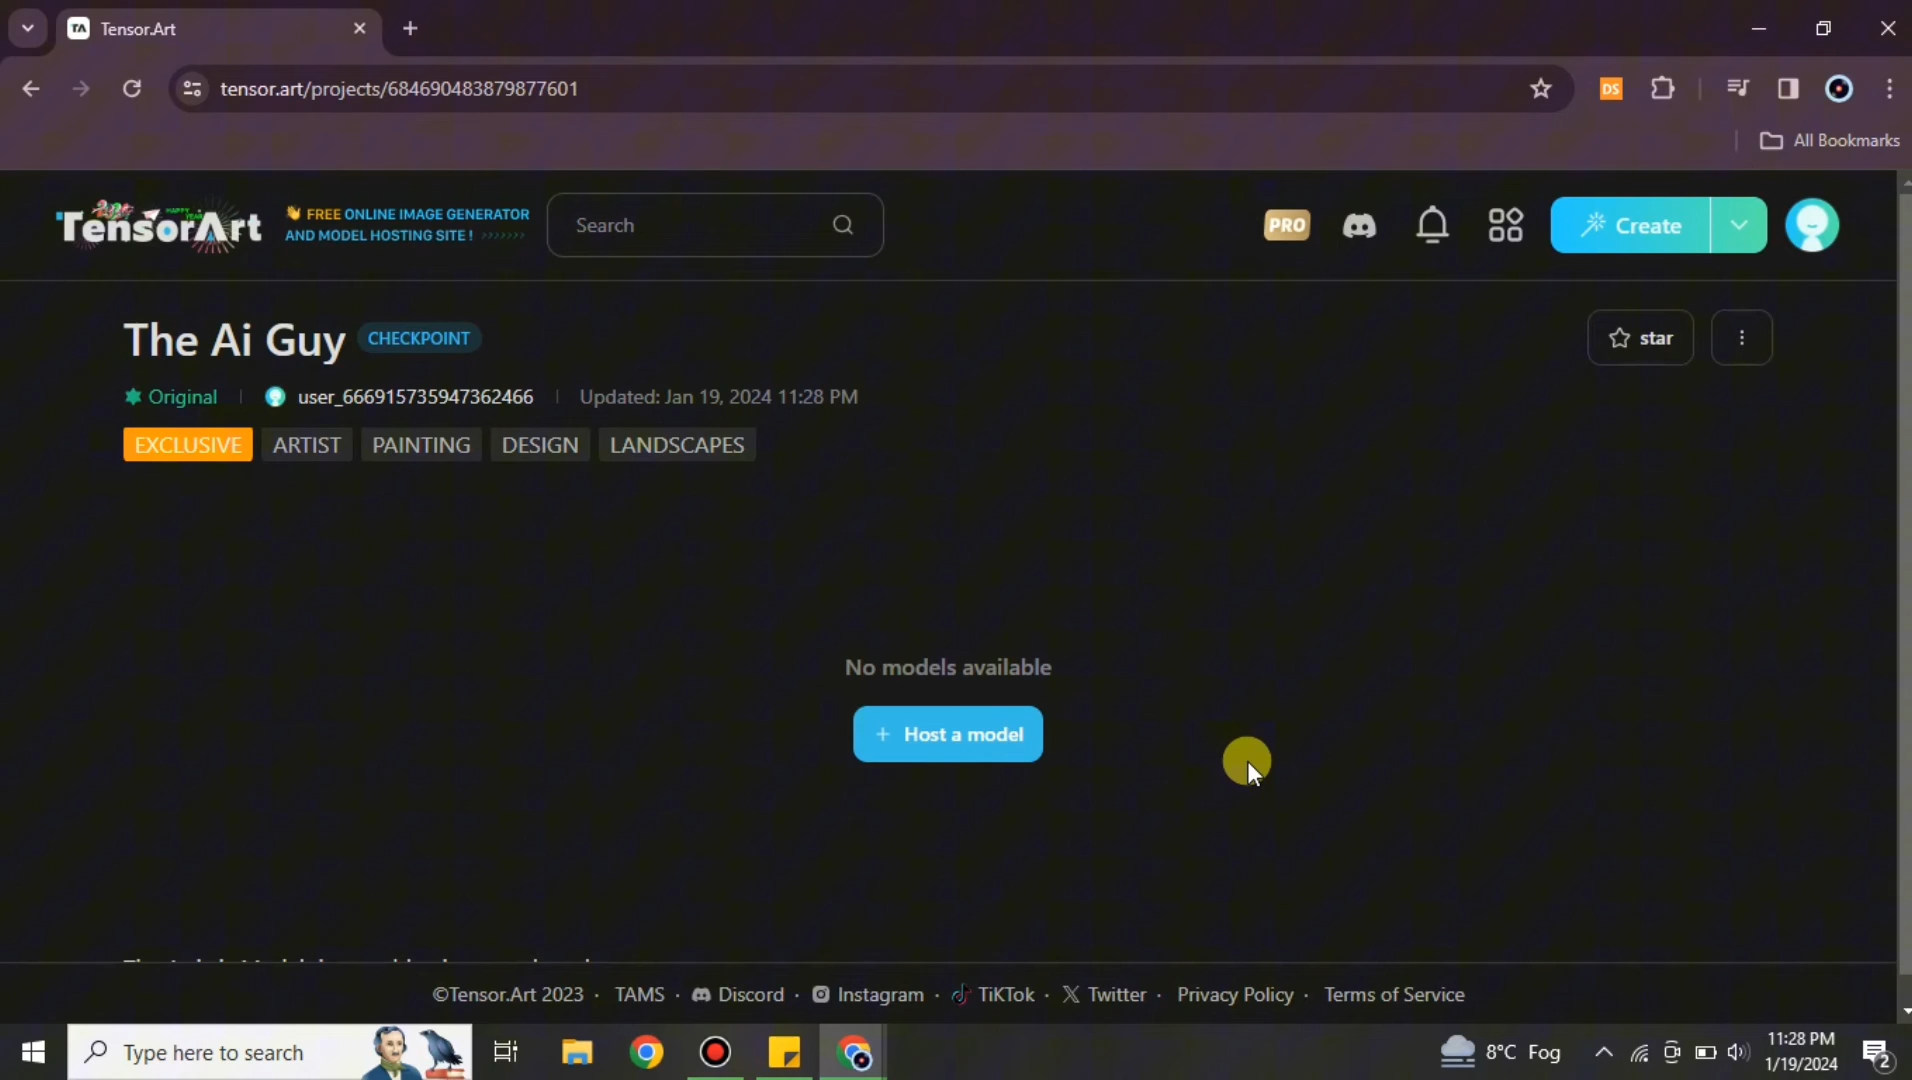 Tensor.Art
tensor.art/projects/684690483879877601
DS
All Bookmarks
TensorArt
FREE ONLINE IMAGE GENERATOR
AND MODEL HOSTING SITE !
Search
PRO
Create
The Ai Guy
CHECKPOINT
star
Original
user_666915735947362466
Updated: Jan 19, 2024 11:28 PM
EXCLUSIVE
ARTIST
PAINTING
DESIGN
LANDSCAPES
No models available
+ Host a model
©Tensor.Art 2023 · TAMS · Discord · Instagram · TiKTok · Twitter · Privacy Policy · Terms of Service
Type here to search
8°C Fog
11:28 PM
1/19/2024
2